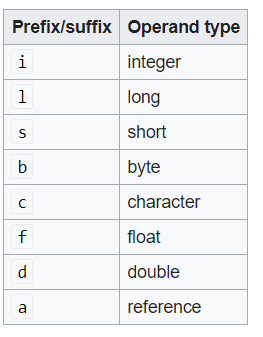 Prefix/suffix Operand type
i integer
l long
s short
b byte
c character
f float
d double
a reference